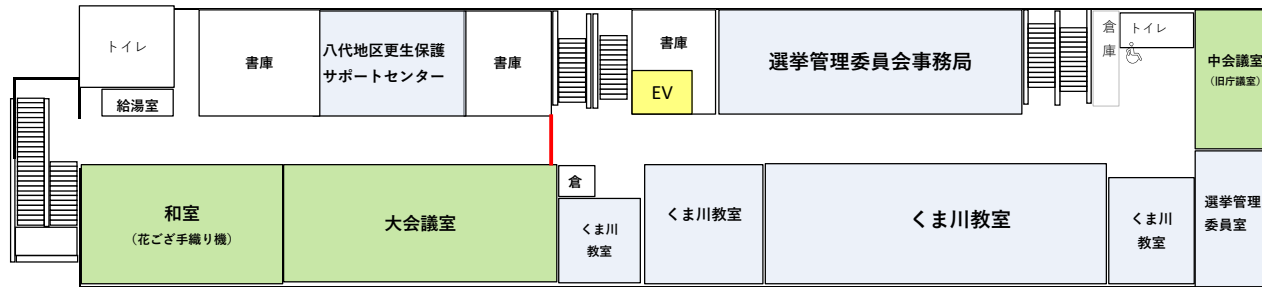 トイレ
給湯室
書庫
八代地区更生保護
サポートセンター
書庫
書庫
EV
選挙管理委員会事務局
倉
庫
トイレ
中会議室
（旧庁議室）
和室
（花ござ手織り機）
大会議室
倉
くま川
教室
くま川教室
くま川教室
くま川
教室
選挙管理
委員室